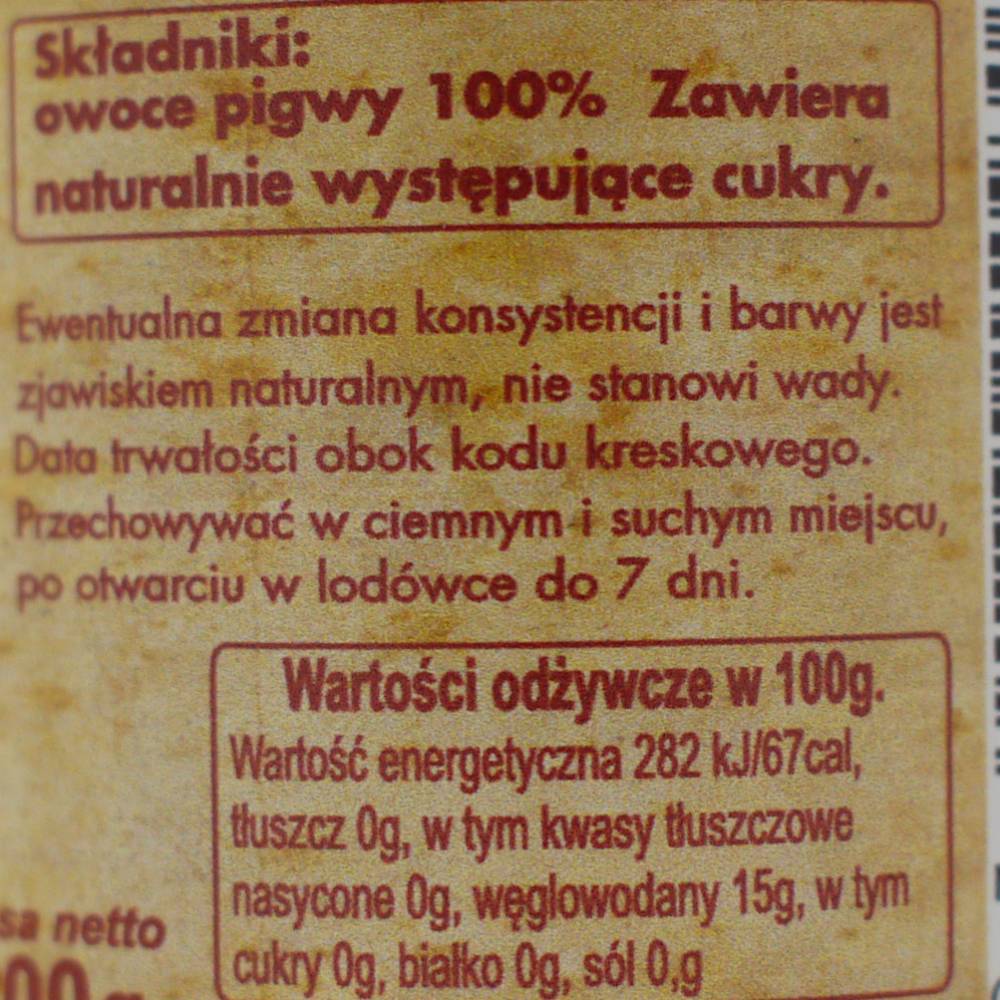 Składniki:
owoce pigwy 100% Zawiera
naturalnie występujące cukry.
Ewentualna zmiana konsystencji i barwy jest
zjawiskiem naturalnym, nie stanowi wady.
Data trwałości obok kodu kreskowego.
Przechowywać w ciemnym i suchym miejscu,
po otwarciu w lodówce do 7 dni.
Wartości odżywcze w 100g.
Wartość energetyczna 282 kJ/67cal,
tłuszcz 0g, w tym kwasy tłuszczowe
nasycone 0g, węglowodany 15g, w tym
cukry 0g, białko 0g, sól 0,g
netto